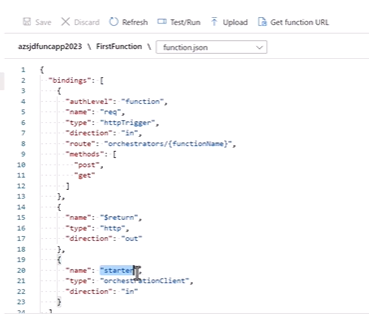 Save Discard Refresh Test/Run Upload Get function URL
azsjdfuncapp2023 \ FirstFunction \ function.json
1 {
2 "bindings": [
3 {
4 "authLevel": "function",
5 "name": "req",
6 "type": "httpTrigger",
7 "direction": "in",
8 "route": "orchestrators/{functionName}",
9 "methods": [
10 "post",
11 "get"
12 ]
13 },
14 {
15 "name": "$return",
16 "type": "http",
17 "direction": "out"
18 },
19 {
20 "name": "starter",
21 "type": "orchestrationClient",
22 "direction": "in"
23 }
24 ]